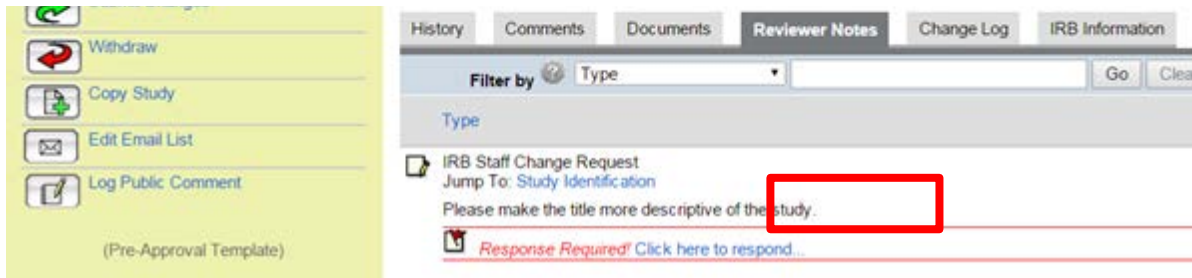 Withdraw
Copy Study
Edit Email List
Log Public Comment
(Pre-Approval Template)
History Comments Documents Reviewer Notes Change Log IRB Information
Filter by Type Go
Type
IRB Staff Change Request
Jump To: Study Identification
Please make the title more descriptive of the study.
Response Required! Click here to respond...